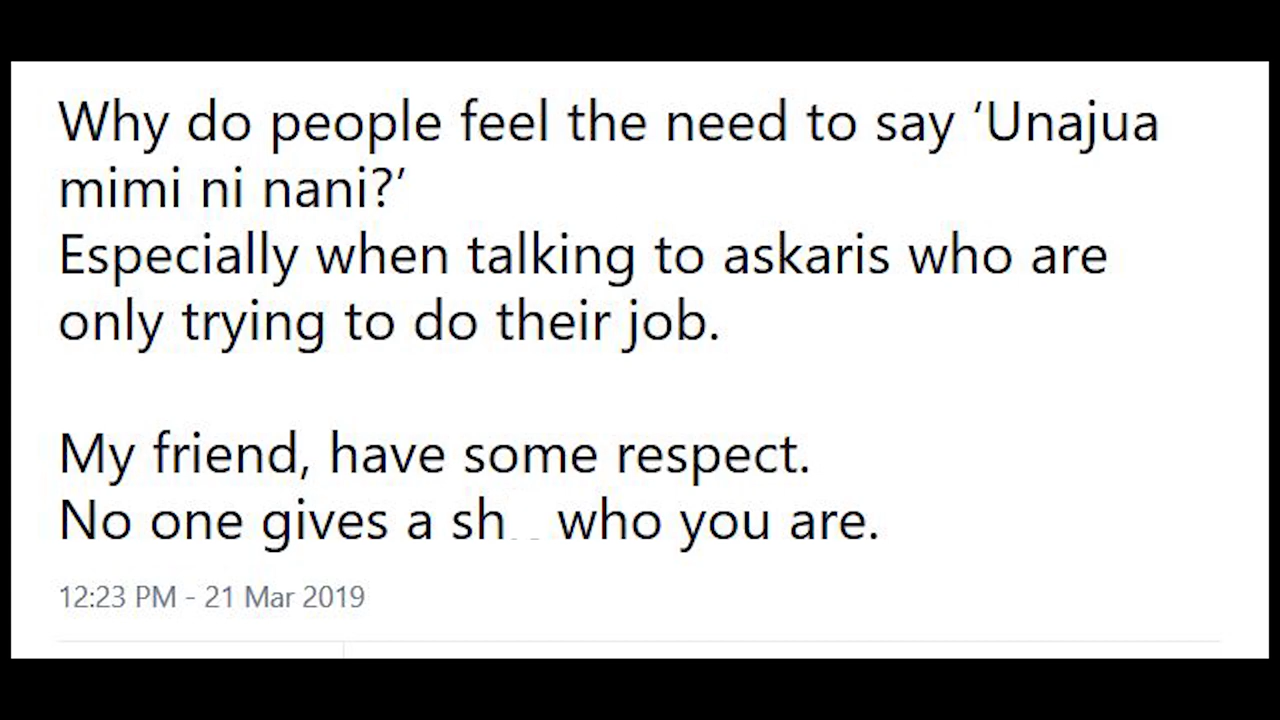 Why do people feel the need to say ‘Unajua
mimi ni nani?’
Especially when talking to askaris who are
only trying to do their job.
My friend, have some respect.
No one gives a sh who you are.
12:23 PM - 21 Mar 2019